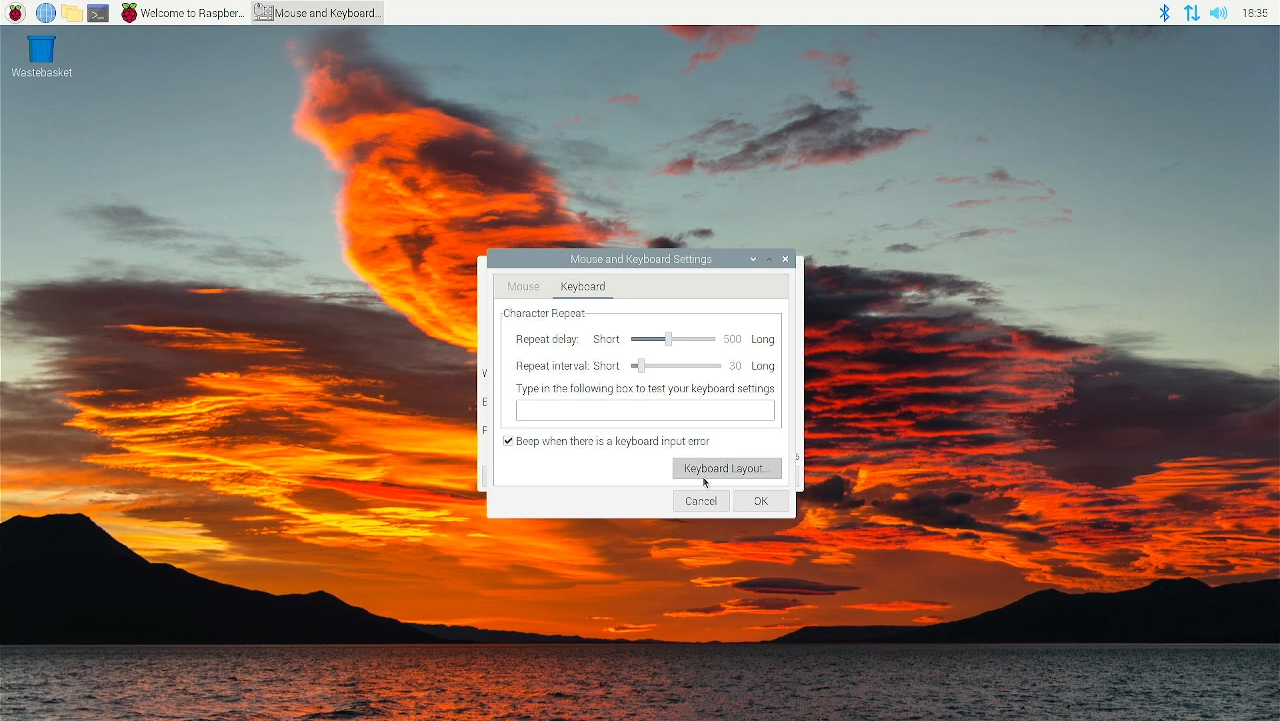 Welcome to Raspber...
Mouse and Keyboard...
18:35
Wastebasket
Mouse and Keyboard Settings
Mouse
Keyboard
Character Repeat
Repeat delay: Short 500 Long
Repeat interval: Short 30 Long
Type in the following box to test your keyboard settings
Beep when there is a keyboard input error
Keyboard Layout...
Cancel
OK